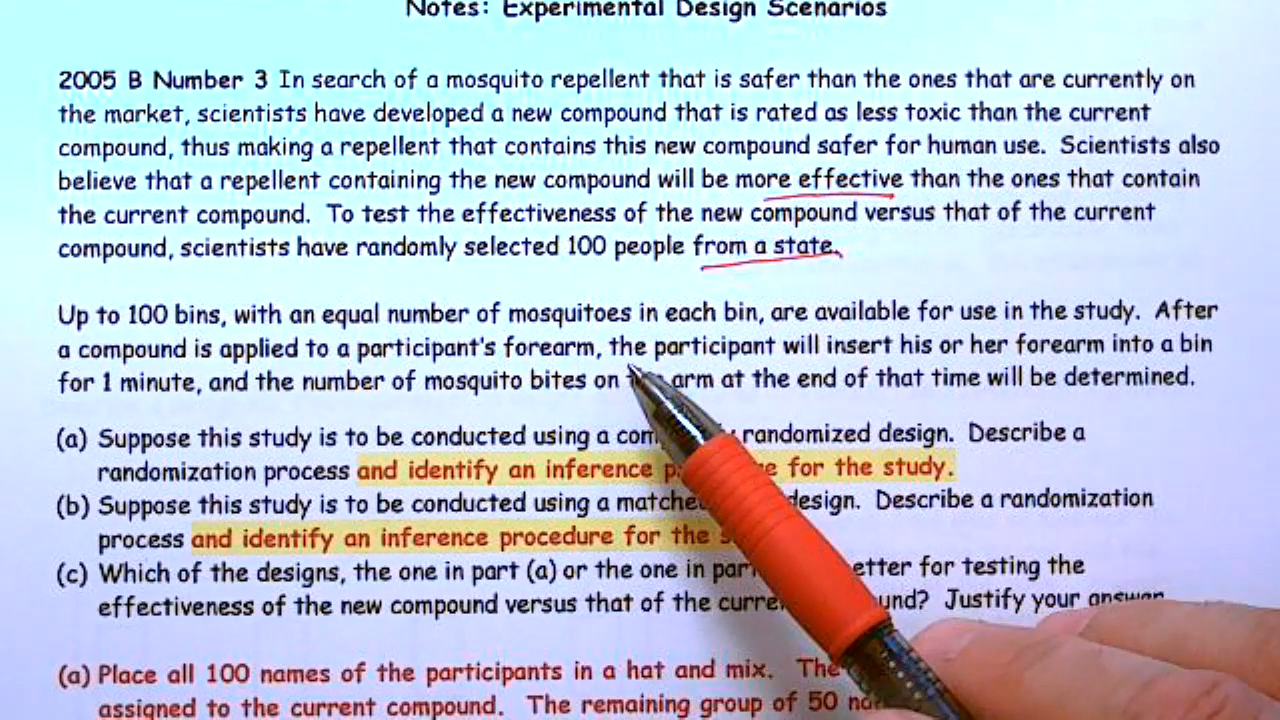 Notes: Experimental Design Scenarios
2005 B Number 3 In search of a mosquito repellent that is safer than the ones that are currently on
the market, scientists have developed a new compound that is rated as less toxic than the current
compound, thus making a repellent that contains this new compound safer for human use. Scientists also
believe that a repellent containing the new compound will be more effective than the ones that contain
the current compound. To test the effectiveness of the new compound versus that of the current
compound, scientists have randomly selected 100 people from a state.
Up to 100 bins, with an equal number of mosquitoes in each bin, are available for use in the study. After
a compound is applied to a participant's forearm, the participant will insert his or her forearm into a bin
for 1 minute, and the number of mosquito bites on arm at the end of that time will be determined.
(a) Suppose this study is to be conducted using a randomized design. Describe a
randomization process and identify an inference for the study.
(b) Suppose this study is to be conducted using a design. Describe a randomization
process and identify an inference procedure for the
(c) Which of the designs, the one in part (a) or the one in for testing the
effectiveness of the new compound versus that of the Justify your answer
(a) Place all 100 names of the participants in a hat and mix.
assigned to the current compound. The remaining group of 50